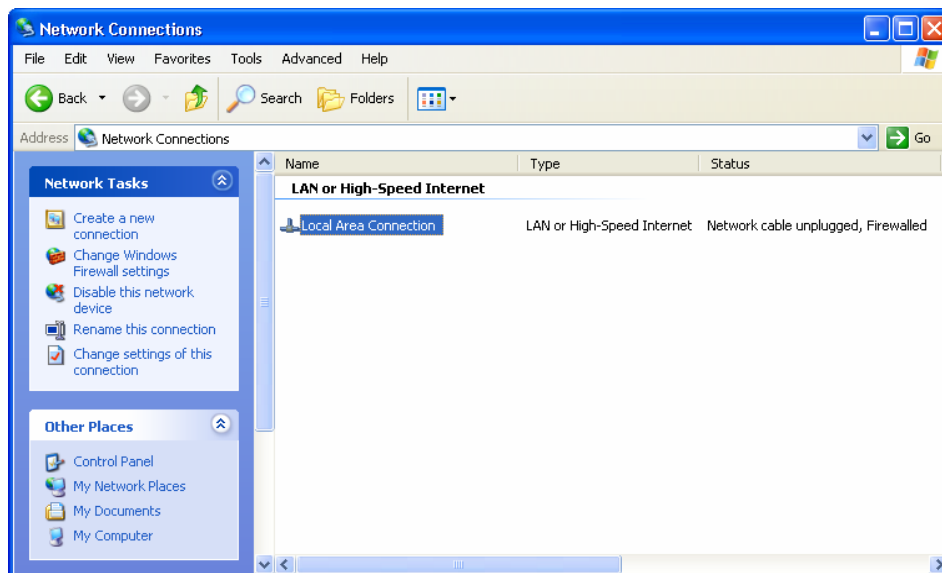 Network Connections
File Edit View Favorites Tools Advanced Help
Back Search Folders
Address Network Connections Go
Network Tasks
Create a new
connection
Change Windows
Firewall settings
Disable this network
device
Rename this connection
Change settings of this
connection
Other Places
Control Panel
My Network Places
My Documents
My Computer
Name Type Status
LAN or High-Speed Internet
Local Area Connection LAN or High-Speed Internet Network cable unplugged, Firewalled